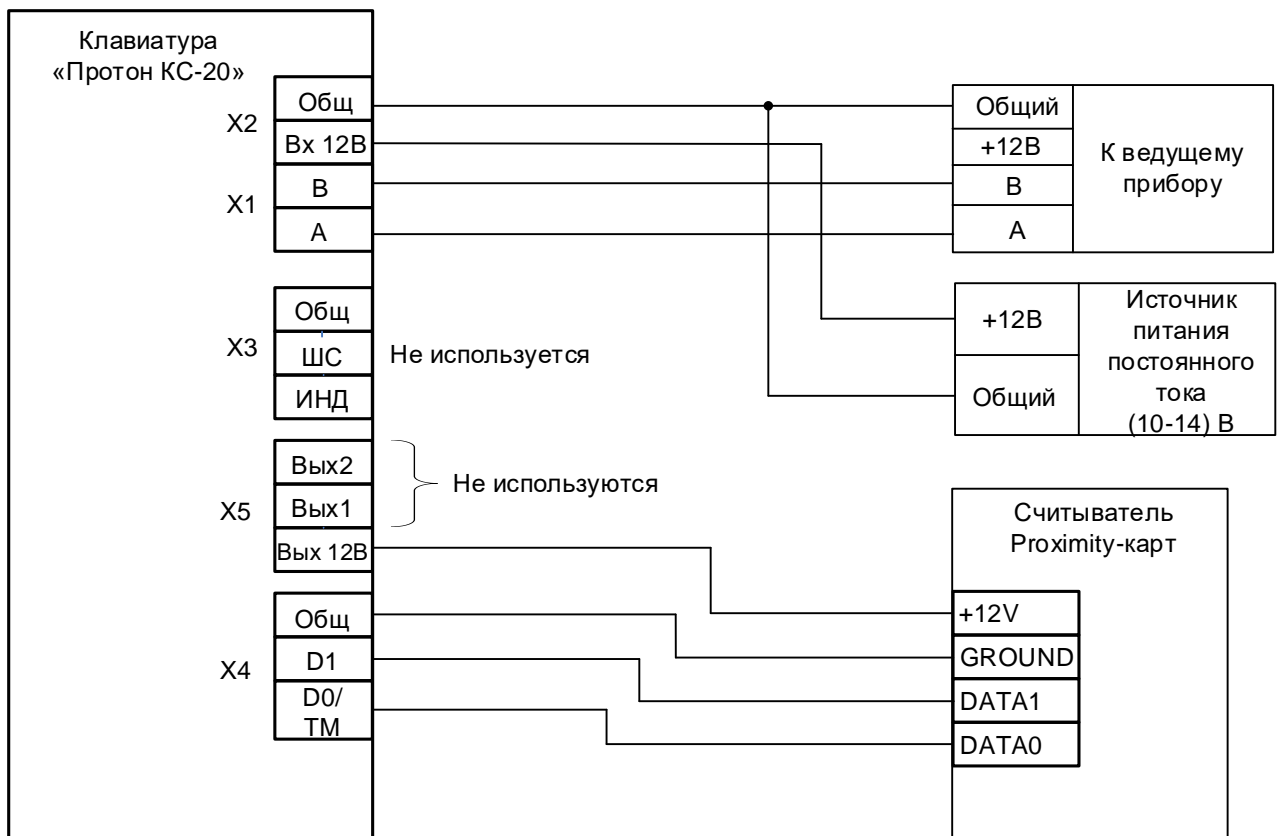 Клавиатура
«Протон КС-20»
X2
Общ
Вх 12В
X1
В
А
Общий
+12В
В
А
К ведущему
прибору
X3
Общ
ШС
ИНД
Не используется
+12В
Общий
Источник
питания
постоянного
тока
(10-14) В
X5
Вых2
Вых1
Вых 12В
Не используются
X4
Общ
D1
D0/
ТМ
Считыватель
Proximity-карт
+12V
GROUND
DATA1
DATA0